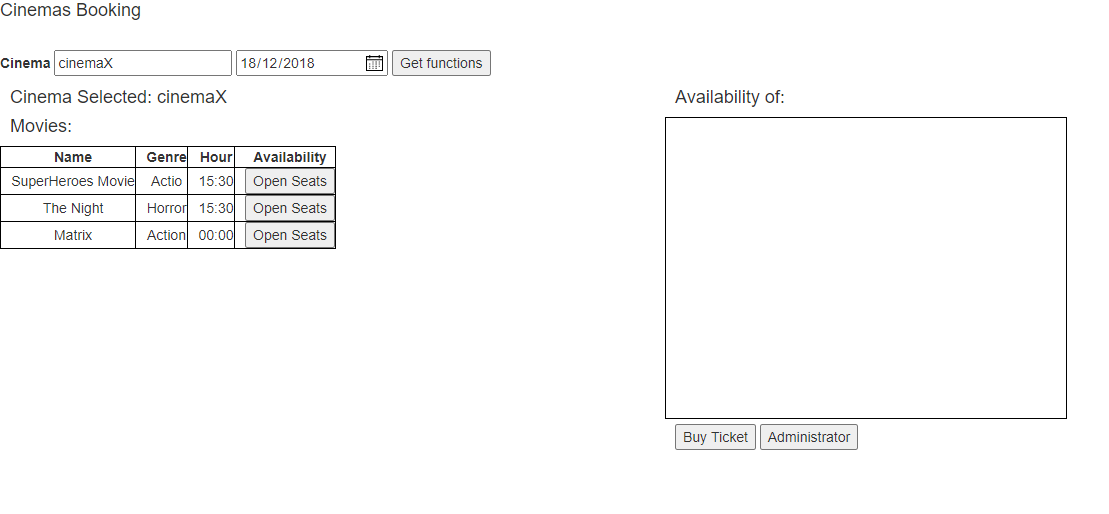 Cinemas Booking
Cinema cinemaX 18/12/2018 Get functions
Cinema Selected: cinemaX
Movies:
Name Genre Hour Availability
SuperHeroes Movie Actio 15:30 Open Seats
The Night Horror 15:30 Open Seats
Matrix Action 00:00 Open Seats
Availability of:
Buy Ticket Administrator